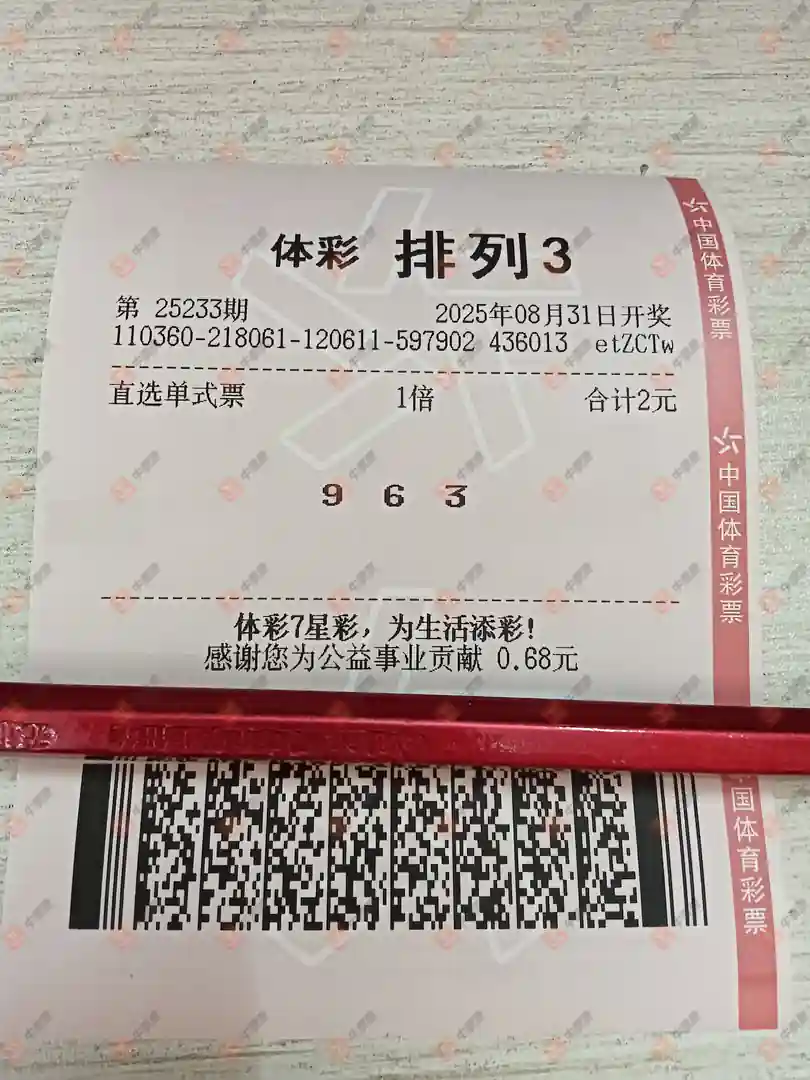 体彩 排列3
第 25233期 2025年08月31日开奖
110360-218061-120611-597902 436013 etZCTw
直选单式票 1倍 合计2元
9 6 3
体彩7星彩，为生活添彩！
感谢您为公益事业贡献 0.68元
中国体育彩票
中国体育彩票
国体育彩票